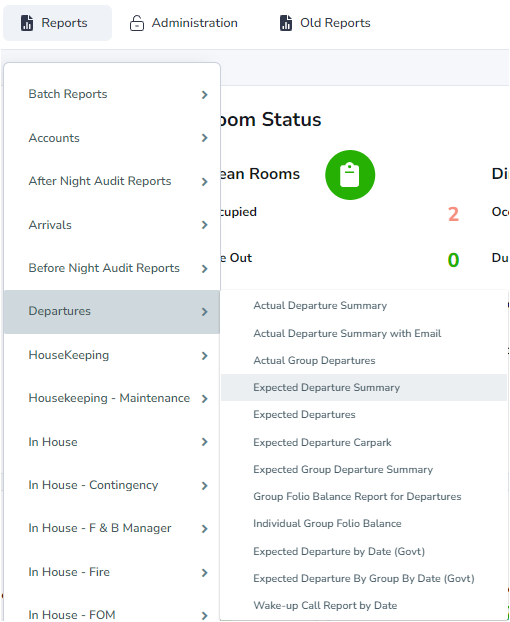 Reports
Administration
Old Reports
Batch Reports
Accounts
After Night Audit Reports
Arrivals
Before Night Audit Reports
Departures
HouseKeeping
Housekeeping - Maintenance
In House
In House - Contingency
In House - F & B Manager
In House - Fire
In House - FOM
oom Status
ean Rooms
Di
cupied
2
Oc
e Out
0
Du
Actual Departure Summary
Actual Departure Summary with Email
Actual Group Departures
Expected Departure Summary
Expected Departures
Expected Departure Carpark
Expected Group Departure Summary
Group Folio Balance Report for Departures
Individual Group Folio Balance
Expected Departure by Date (Govt)
Expected Departure By Group By Date (Govt)
Wake-up Call Report by Date